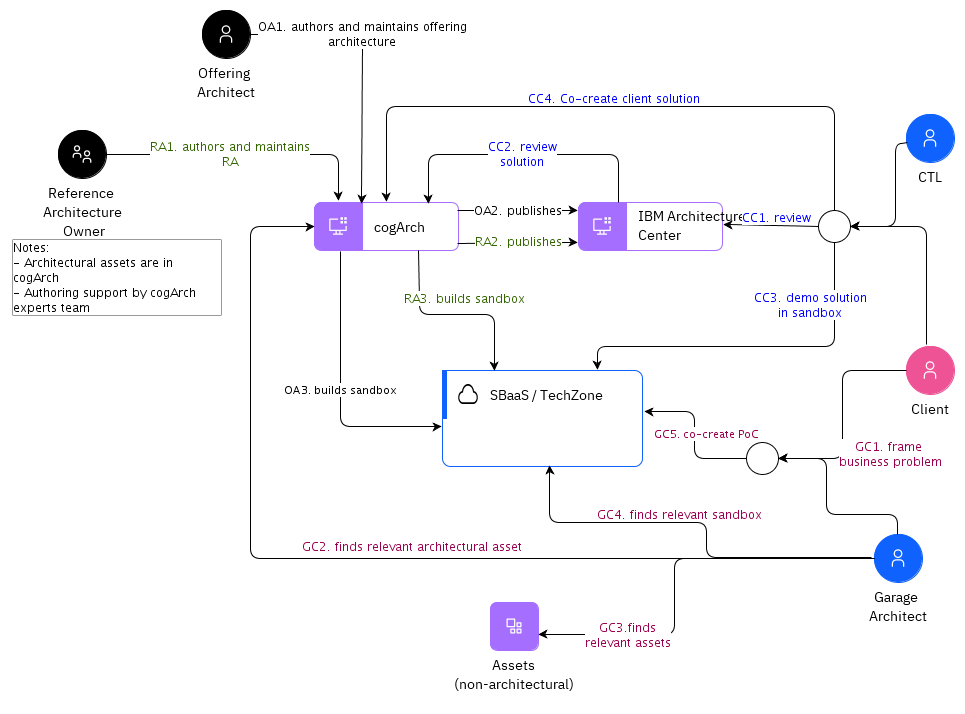 OA1. authors and maintains offering
architecture
Offering
Architect
CC4. Co-create client solution
RA1. authors and maintains
RA
CC2. review
solution
CTL
Reference
Architecture
Owner
cogArch
OA2. publishes
RA2. publishes
IBM Architecture
Center
CC1. review
Notes:
- Architectural assets are in
cogArch
- Authoring support by cogArch
experts team
RA3. builds sandbox
CC3. demo solution
in sandbox
OA3. builds sandbox
SBaaS / TechZone
Client
GC5. co-create PoC
GC1. frame
business problem
GC4. finds relevant sandbox
GC2. finds relevant architectural asset
Garage
Architect
GC3.finds
relevant assets
Assets
(non-architectural)